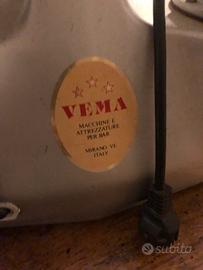 VEMA
MACCHINE E
ATTREZZATURE
PER BAR
MIRANO VE
ITALY
subito